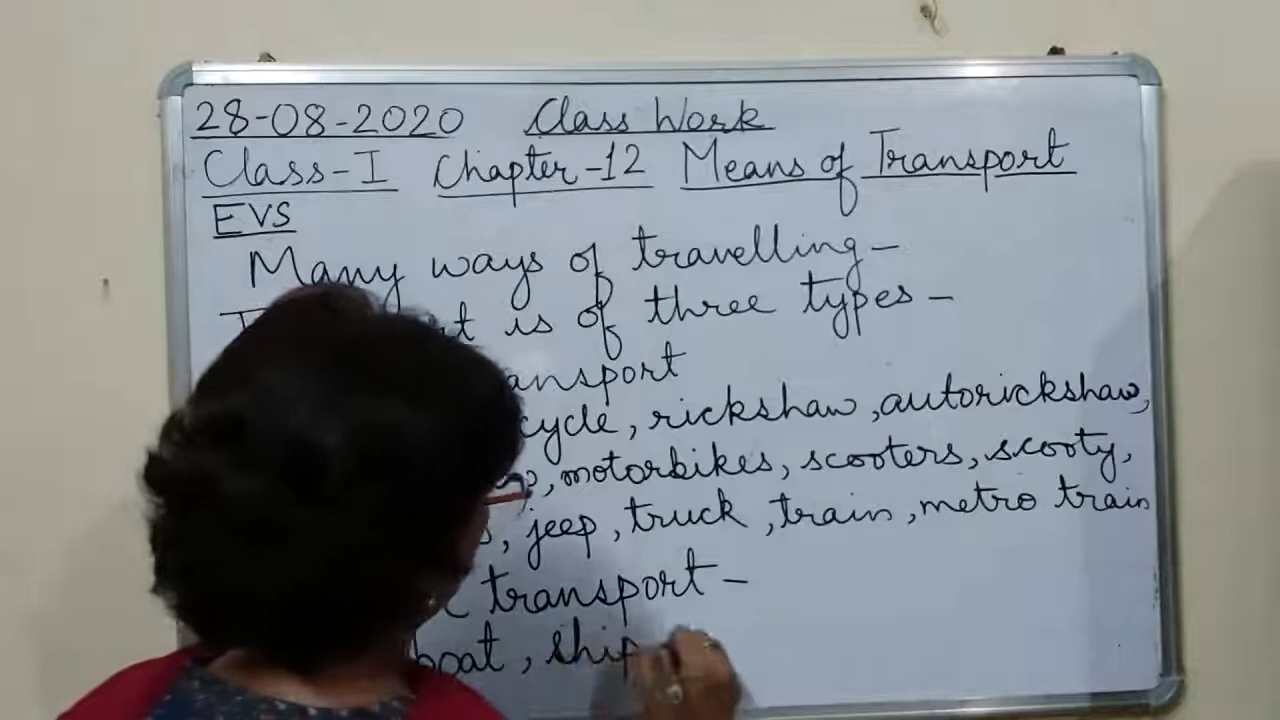 28-08-2020 Class Work
Class-I Chapter-12 Means of Transport
EVS
Many ways of travelling-
is of three types-
cycle, rickshaw, autorickshaw,
motorbikes, scooters, scooty,
jeep, truck, train, metro train
transport-
boat, ship